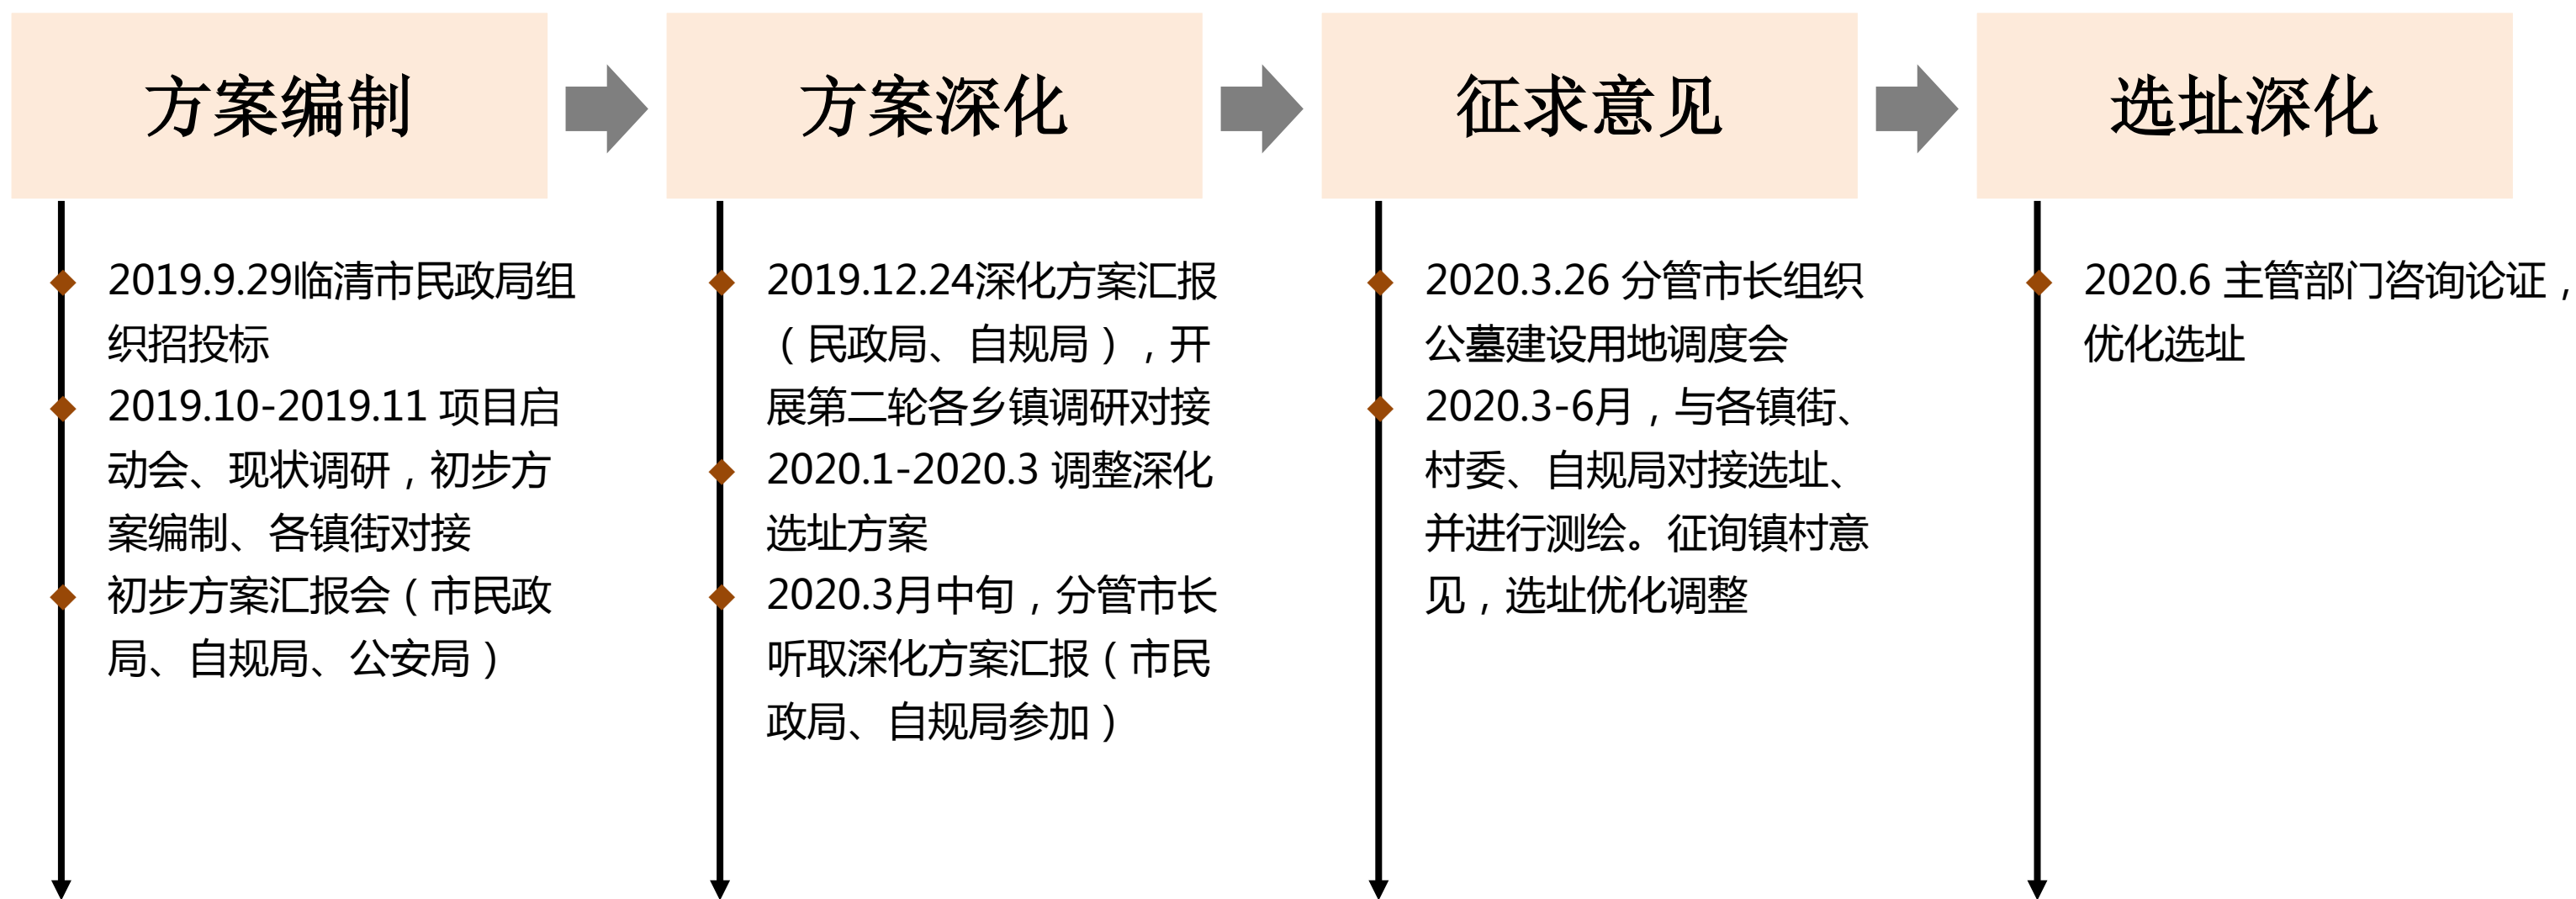 方案编制
2019.9.29临清市民政局组
织招投标
2019.10-2019.11 项目启
动会、现状调研，初步方
案编制、各镇街对接
初步方案汇报会（市民政
局、自规局、公安局）
方案深化
2019.12.24深化方案汇报
（民政局、自规局），开
展第二轮各乡镇调研对接
2020.1-2020.3 调整深化
选址方案
2020.3月中旬，分管市长
听取深化方案汇报（市民
政局、自规局参加）
征求意见
2020.3.26 分管市长组织
公墓建设用地调度会
2020.3-6月，与各镇街、
村委、自规局对接选址、
并进行测绘。征询镇村意
见，选址优化调整
选址深化
2020.6 主管部门咨询论证，
优化选址